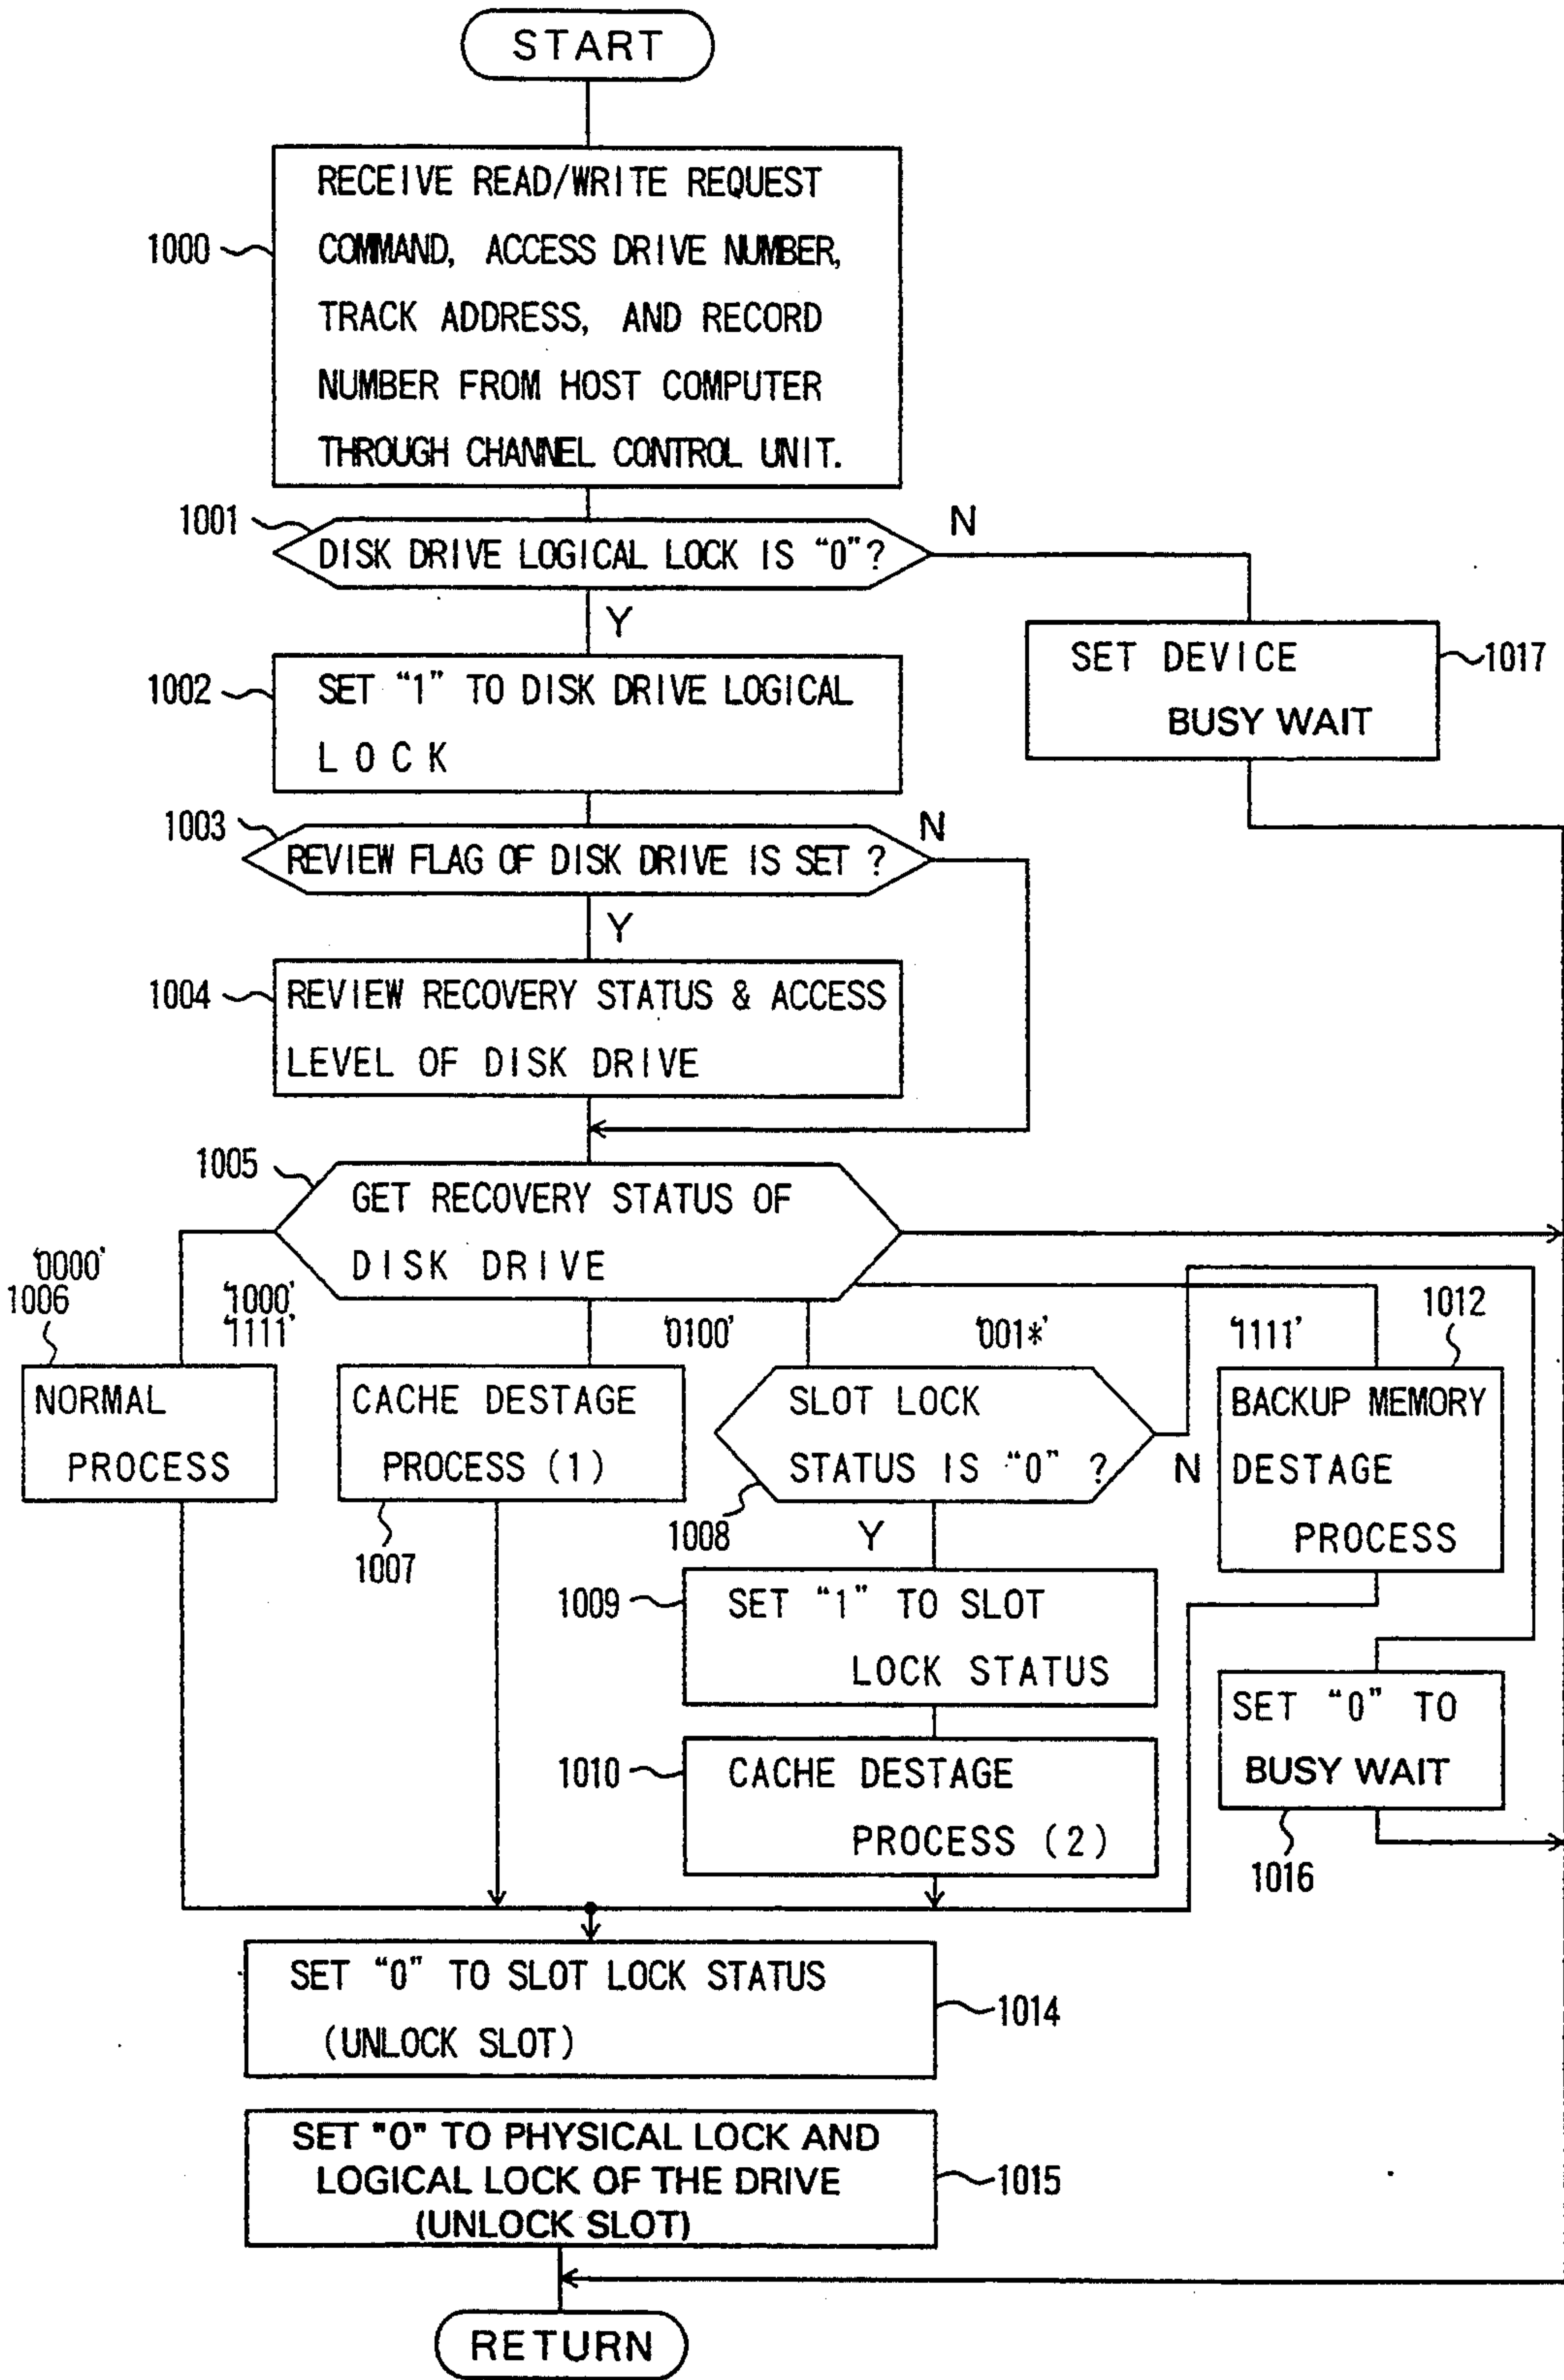 START
RECEIVE READ/WRITE REQUEST
1000
COMMAND, ACCESS DRIVE NUMBER,
TRACK ADDRESS, AND RECORD
NUMBER FROM HOST COMPUTER
THROUGH CHANNEL CONTROL UNIT.
1001
N
DISK DRIVE LOGICAL LOCK IS “0”?
Y
SET DEVICE
BUSY WAIT
1017
1002
SET “1” TO DISK DRIVE LOGICAL
LOCK
1003
N
REVIEW FLAG OF DISK DRIVE IS SET ?
Y
1004
REVIEW RECOVERY STATUS & ACCESS
LEVEL OF DISK DRIVE
1005
GET RECOVERY STATUS OF
DISK DRIVE
'0000'
1006
'1000'
'1111'
'0100'
'001*'
'1111'
1012
NORMAL
PROCESS
CACHE DESTAGE
PROCESS (1)
1007
SLOT LOCK
STATUS IS “0” ?
1008
N
Y
BACKUP MEMORY
DESTAGE
PROCESS
1009
SET “1” TO SLOT
LOCK STATUS
1010
CACHE DESTAGE
PROCESS (2)
SET “0” TO
BUSY WAIT
1016
SET “0” TO SLOT LOCK STATUS
(UNLOCK SLOT)
1014
SET "0" TO PHYSICAL LOCK AND
LOGICAL LOCK OF THE DRIVE
(UNLOCK SLOT)
1015
RETURN